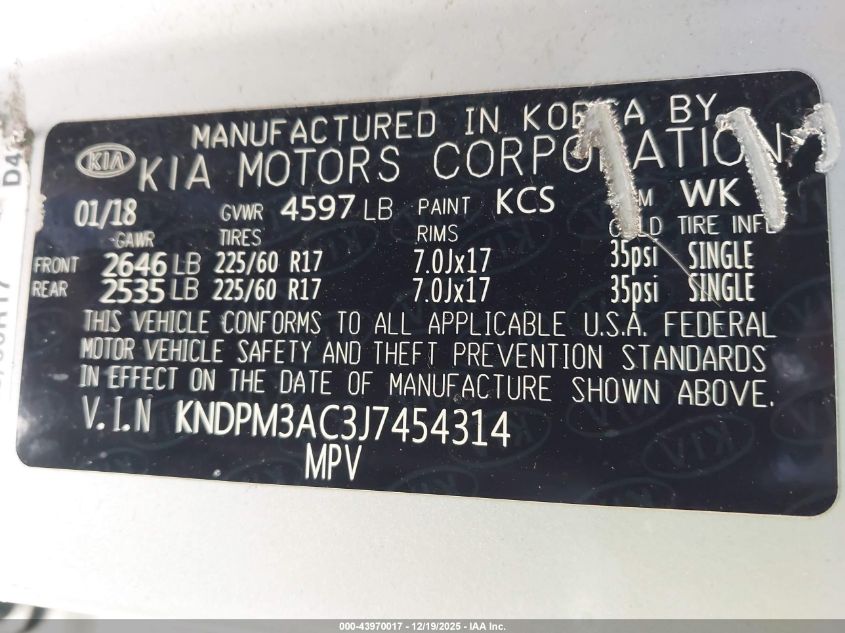 MANUFACTURED IN KOREA BY
KIA
KIA MOTORS CORPORATION
01/18 GVWR 4597 LB PAINT KCS WK
GAWR TIRES RIMS COLD TIRE INFL
FRONT 2646 LB 225/60 R17 7.0Jx17 35psi SINGLE
REAR 2535 LB 225/60 R17 7.0Jx17 35psi SINGLE
THIS VEHICLE CONFORMS TO ALL APPLICABLE U.S.A. FEDERAL
MOTOR VEHICLE SAFETY AND THEFT PREVENTION STANDARDS
IN EFFECT ON THE DATE OF MANUFACTURE SHOWN ABOVE.
V.I.N KNDPM3AC3J7454314
MPV
000-43970017 - 12/19/2025 - IAA Inc.